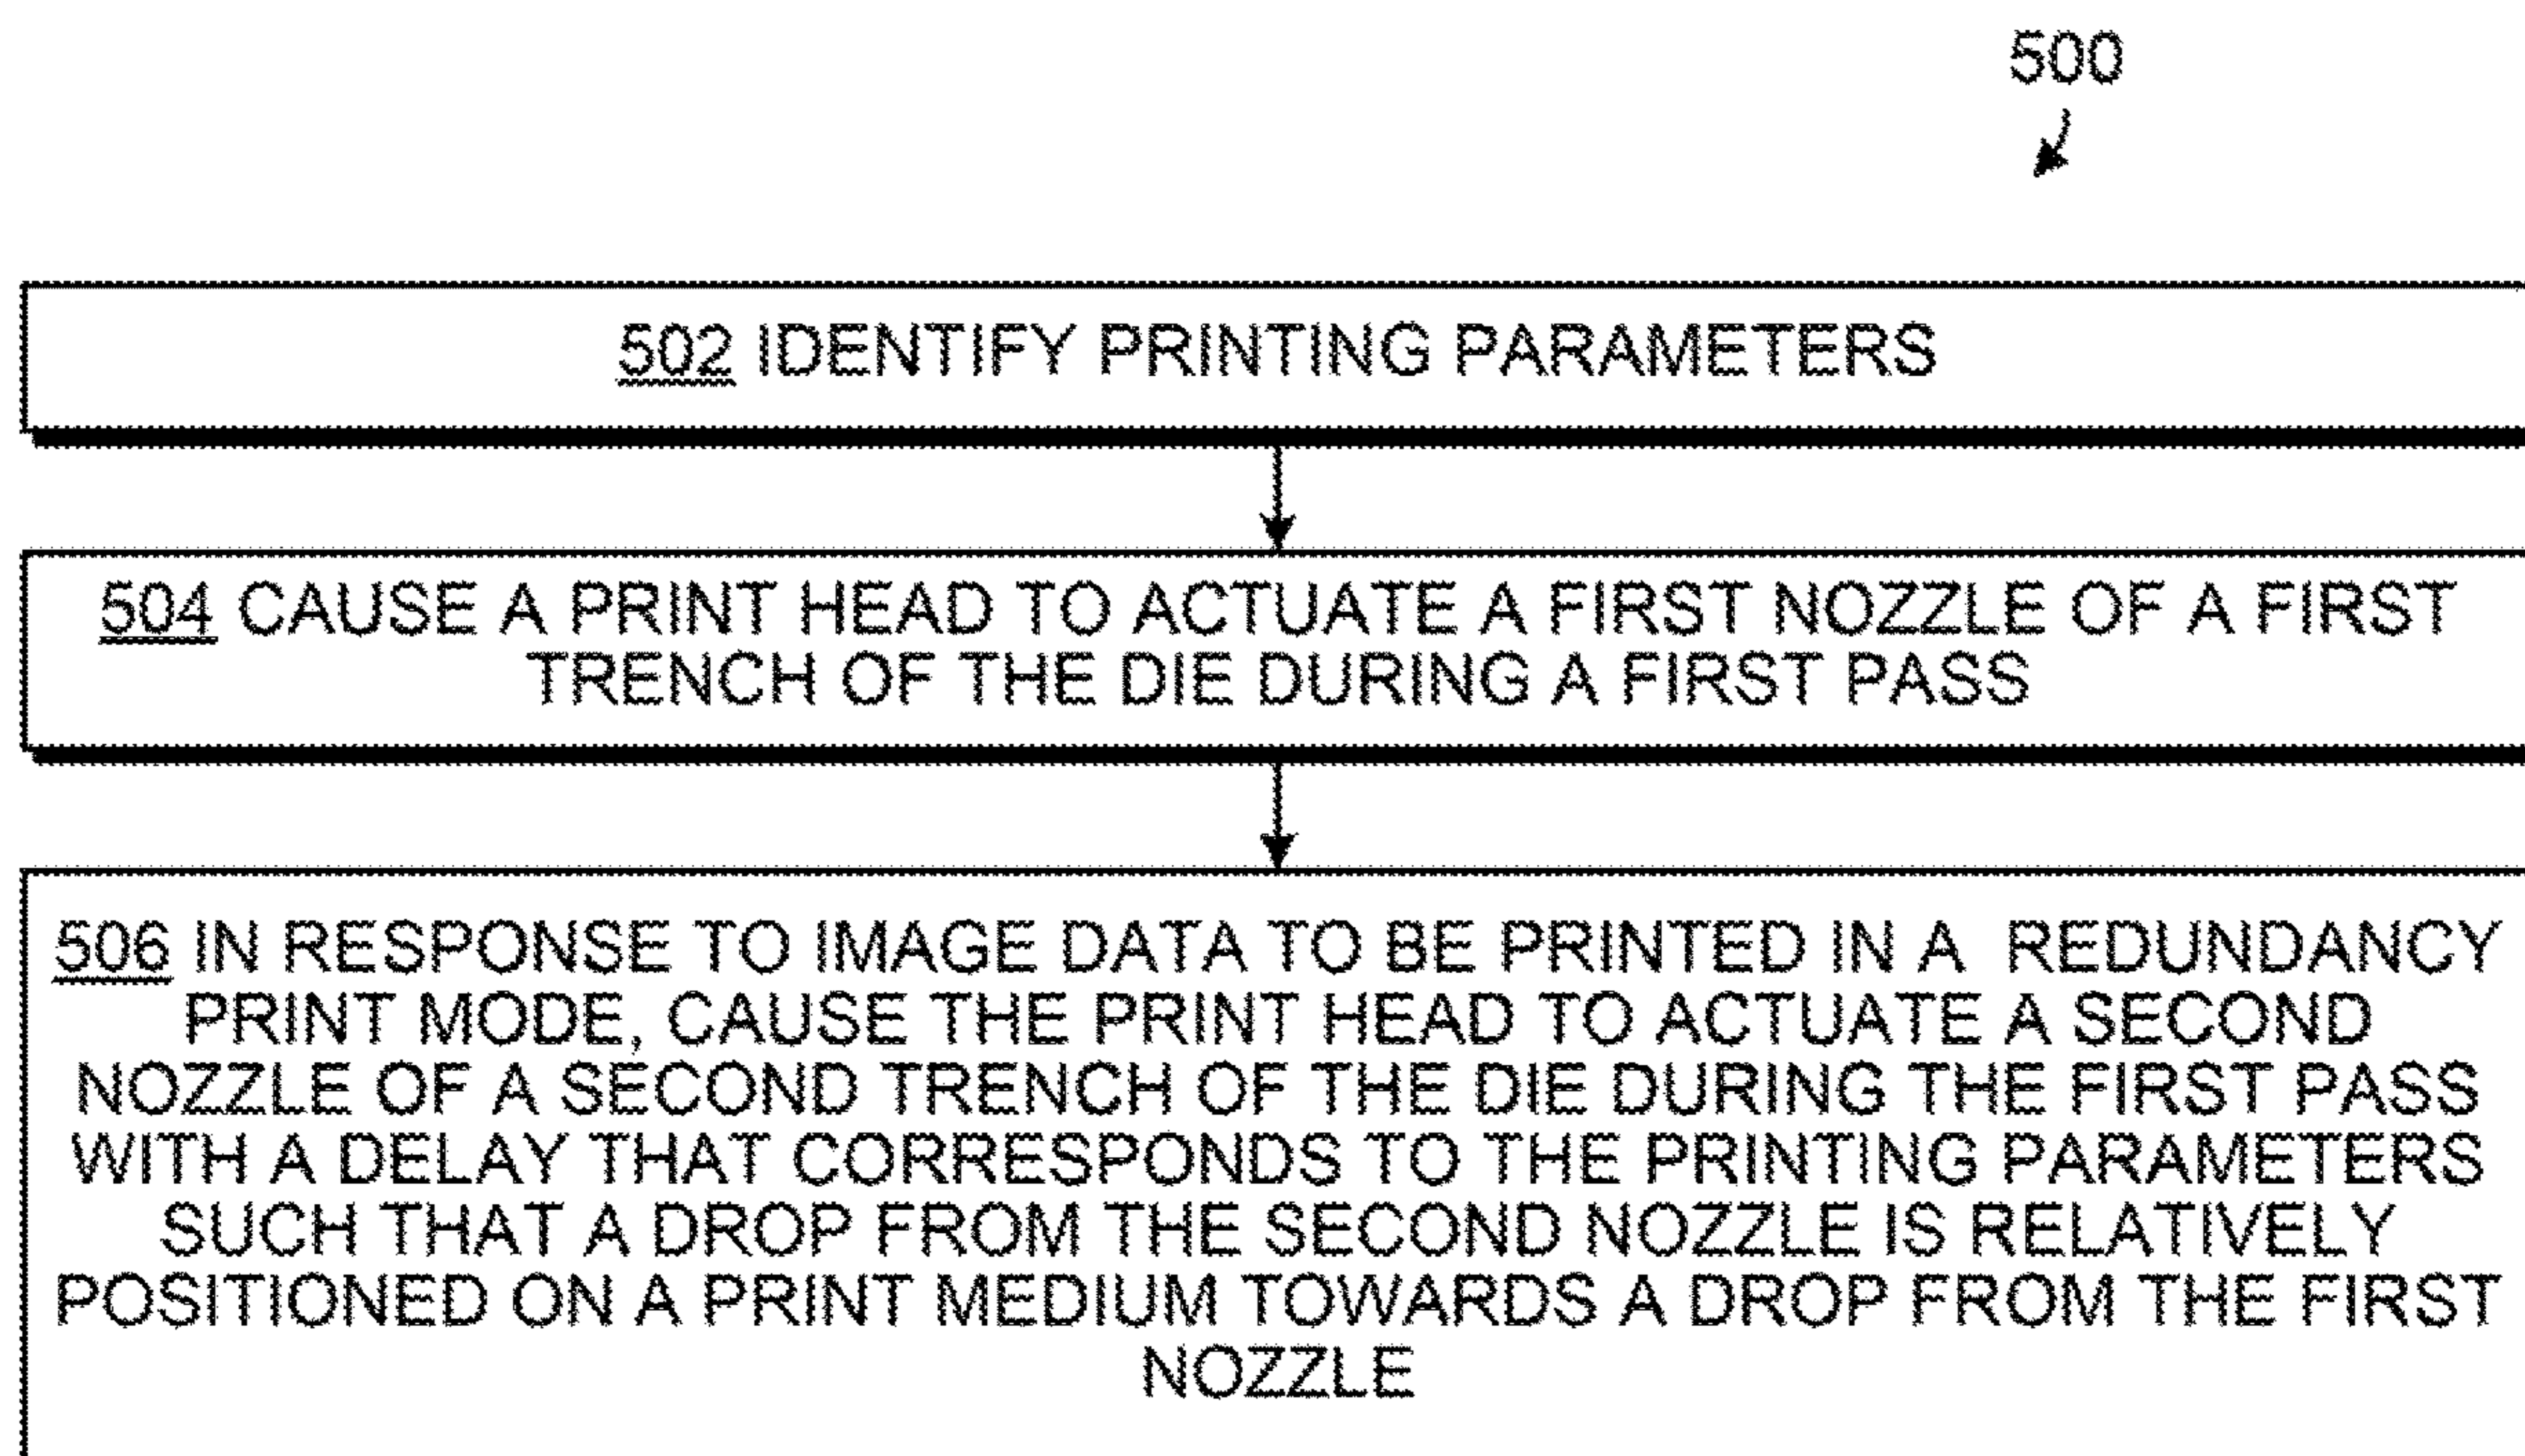 500
502 IDENTIFY PRINTING PARAMETERS
504 CAUSE A PRINT HEAD TO ACTUATE A FIRST NOZZLE OF A FIRST
TRENCH OF THE DIE DURING A FIRST PASS
506 IN RESPONSE TO IMAGE DATA TO BE PRINTED IN A REDUNDANCY
PRINT MODE, CAUSE THE PRINT HEAD TO ACTUATE A SECOND
NOZZLE OF A SECOND TRENCH OF THE DIE DURING THE FIRST PASS
WITH A DELAY THAT CORRESPONDS TO THE PRINTING PARAMETERS
SUCH THAT A DROP FROM THE SECOND NOZZLE IS RELATIVELY
POSITIONED ON A PRINT MEDIUM TOWARDS A DROP FROM THE FIRST
NOZZLE